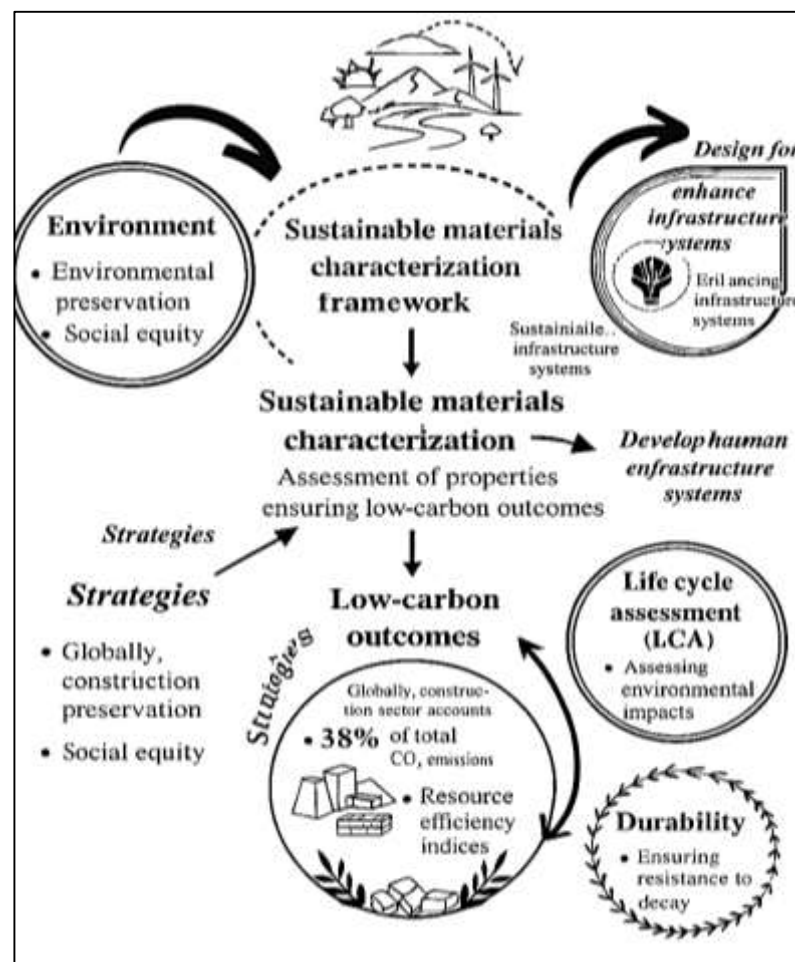 Environment
• Environmental
preservation
• Social equity
Sustainable materials
characterization
framework
Design for
enhance
infrastructure
ystems
Eril ancing
infrastructure
systems
Sustainiaile..
infrastructure
systems
Sustainable materials
characterization
Assessment of properties
ensuring low-carbon outcomes
Develop hauman
enfrastructure
systems
Strategies
Strategies
• Globally,
construction
preservation
• Social equity
Low-carbon
outcomes
Globally, construc-
tion sector accounts
• 38% of total
CO, emissions
• Resource
efficiency
indices
Life cycle
assessment
(LCA)
• Assessing
environmental
impacts
Durability
• Ensuring
resistance to
decay